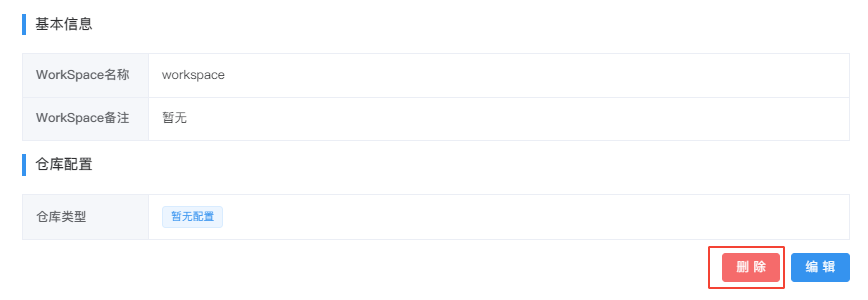 基本信息
WorkSpace名称 workspace
WorkSpace备注 暂无
仓库配置
仓库类型 暂无配置
删 除 编 辑